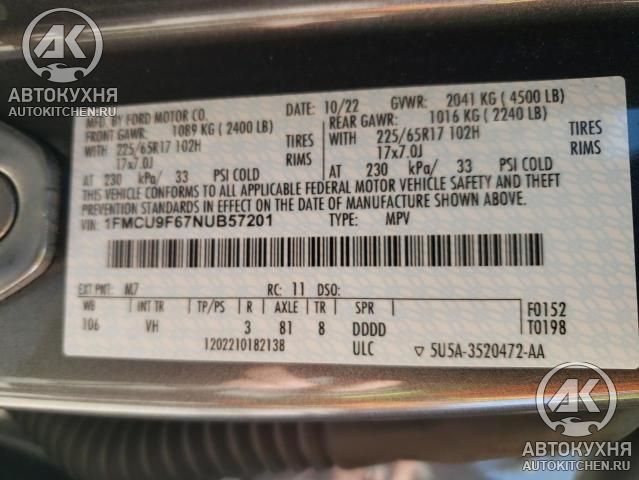 АК
АВТОКУХНЯ
AUTOKITCHEN.RU
MFD. BY FORD MOTOR CO. DATE: 10/22 GVWR: 2041 KG ( 4500 LB)
FRONT GAWR: 1089 KG ( 2400 LB) REAR GAWR: 1016 KG ( 2240 LB)
WITH 225/65R17 102H TIRES WITH 225/65R17 102H TIRES
17x7.0J RIMS 17x7.0J RIMS
AT 230 kPa/ 33 PSI COLD AT 230 kPa/ 33 PSI COLD
THIS VEHICLE CONFORMS TO ALL APPLICABLE FEDERAL MOTOR VEHICLE SAFETY AND THEFT
PREVENTION STANDARDS IN EFFECT ON THE DATE OF MANUFACTURE SHOWN ABOVE.
VIN: 1FMCU9F67NUB57201 TYPE: MPV
EXT PNT: M7 RC: 11 DSO:
WB INT TR TP/PS R AXLE TR SPR F0152
106 VH 3 81 8 DDDD T0198
1202210182138 ULC ▽ 5U5A-3520472-AA
АК
АВТОКУХНЯ
AUTOKITCHEN.RU